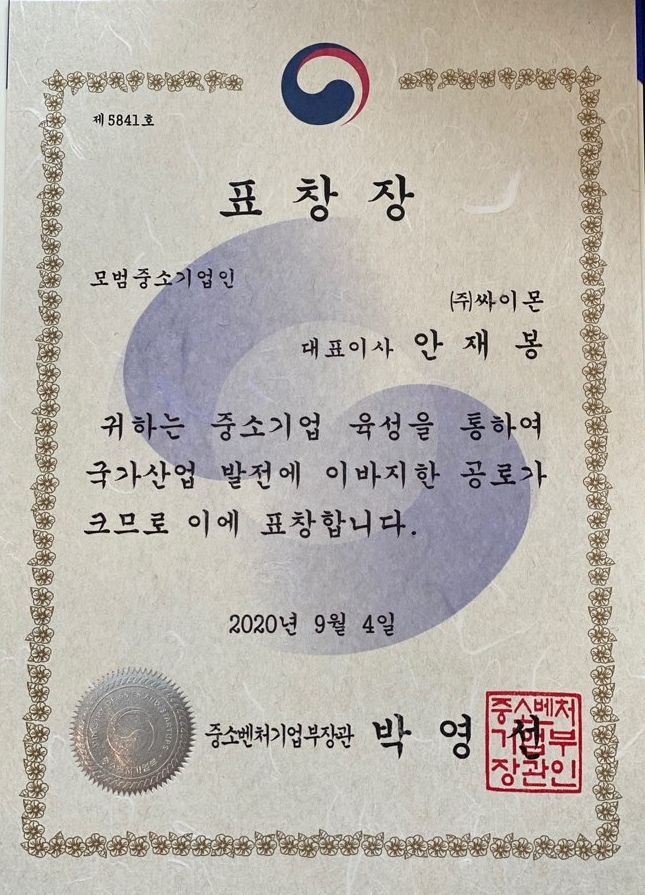 제 5841 호
표 창 장
모범중소기업인
(주)싸이몬
대표이사 안 재 봉
귀하는 중소기업 육성을 통하여
국가산업 발전에 이바지한 공로가
크므로 이에 표창합니다.
2020년 9월 4일
중소벤처기업부장관 박 영 선
중소벤처
기업부
장관인